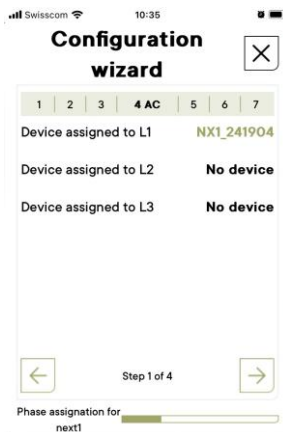 Swisscom 10:35
Configuration
wizard
1 2 3 4 AC 5 6 7
Device assigned to L1 NX1_241904
Device assigned to L2 No device
Device assigned to L3 No device
Step 1 of 4
Phase assignation for
next1